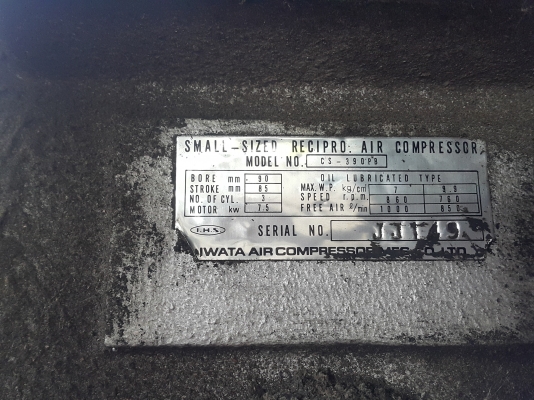 SMALL-SIZED RECIPRO. AIR COMPRESSOR
MODEL NO. CS-390PB
BORE mm 90 OIL LUBRICATED TYPE
STROKE mm 85 MAX. W.P. kg/cm² 7 9.9
NO. OF CYL. 3 SPEED r.p.m. 860 760
MOTOR kw 7.5 FREE AIR ℓ/min 1030 850
I.H.S SERIAL NO.
IWATA AIR COMPRESSOR MFG. CO. LTD.